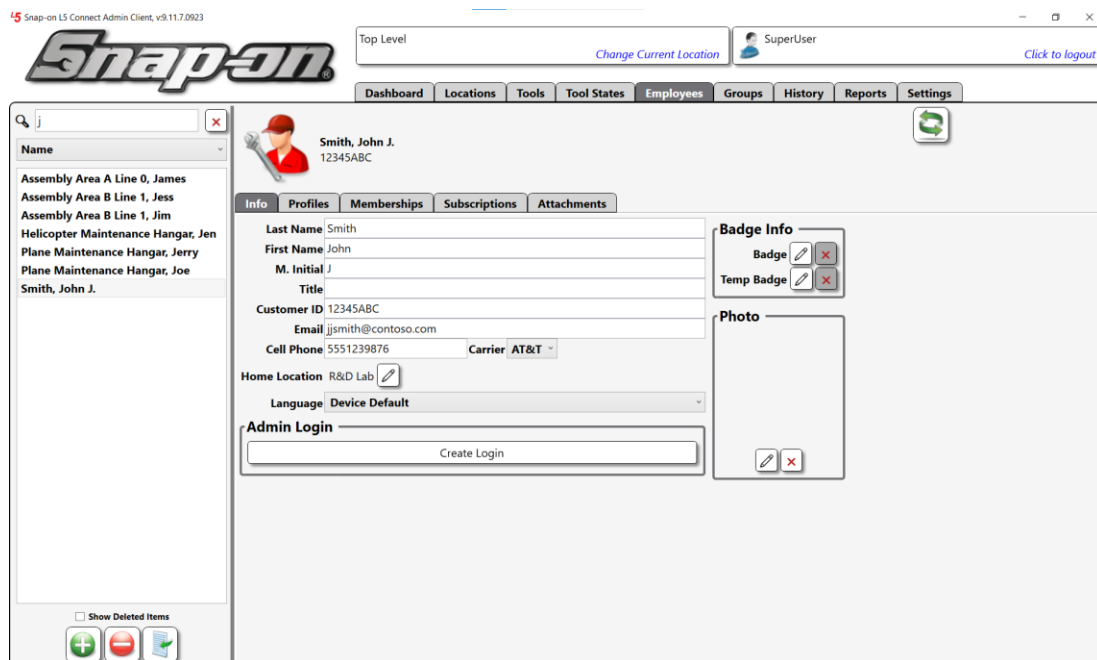 L5 Snap-on L5 Connect Admin Client, v:9.11.7.0923
Snap-on®
Top Level
Change Current Location
SuperUser
Click to logout
Dashboard Locations Tools Tool States Employees Groups History Reports Settings
j
Name
Assembly Area A Line 0, James
Assembly Area B Line 1, Jess
Assembly Area B Line 1, Jim
Helicopter Maintenance Hangar, Jen
Plane Maintenance Hangar, Jerry
Plane Maintenance Hangar, Joe
Smith, John J.
Show Deleted Items
Smith, John J.
12345ABC
Info Profiles Memberships Subscriptions Attachments
Last Name Smith
First Name John
M. Initial J
Title
Customer ID 12345ABC
Email jjsmith@contoso.com
Cell Phone 5551239876 Carrier AT&T
Home Location R&D Lab
Language Device Default
Admin Login
Create Login
Badge Info
Badge
Temp Badge
Photo